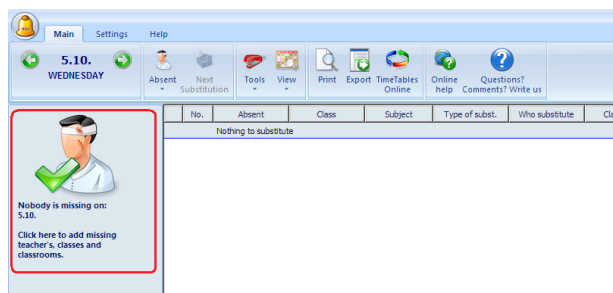 Main Settings Help
5.10.
WEDNESDAY
Absent Next Substitution Tools View Print Export TimeTables Online Online help Questions? Comments? Write us
No. Absent Class Subject Type of subst. Who substitute Cla
Nothing to substitute
Nobody is missing on:
5.10.
Click here to add missing
teacher's, classes and
classrooms.